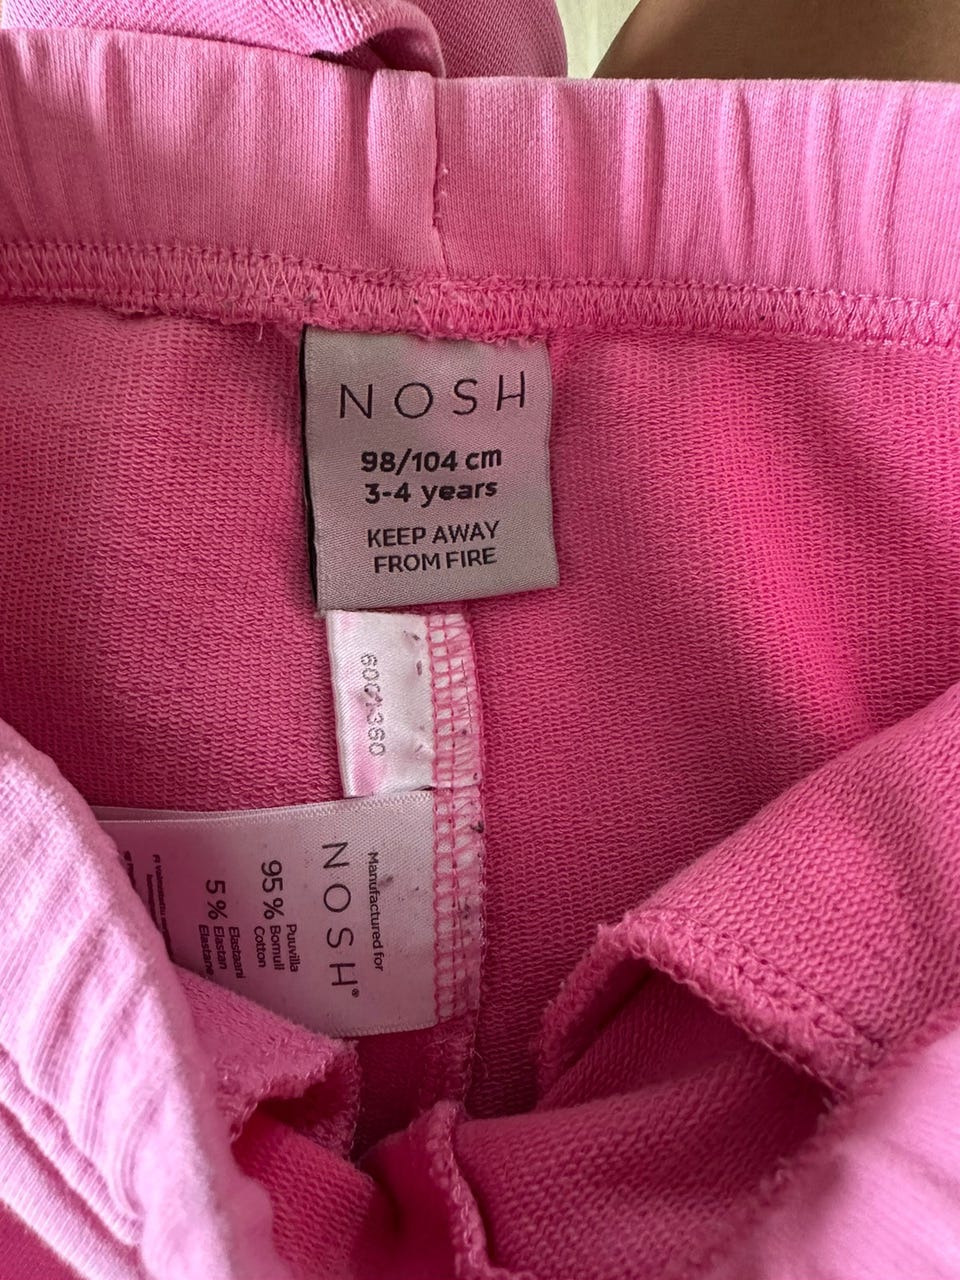 NOSH
98/104 cm
3-4 years
KEEP AWAY
FROM FIRE
Manufactured for
NOSH®
95 % Puuvilla
Bomull
Cotton
5 % Elastaani
Elastan
Elastane